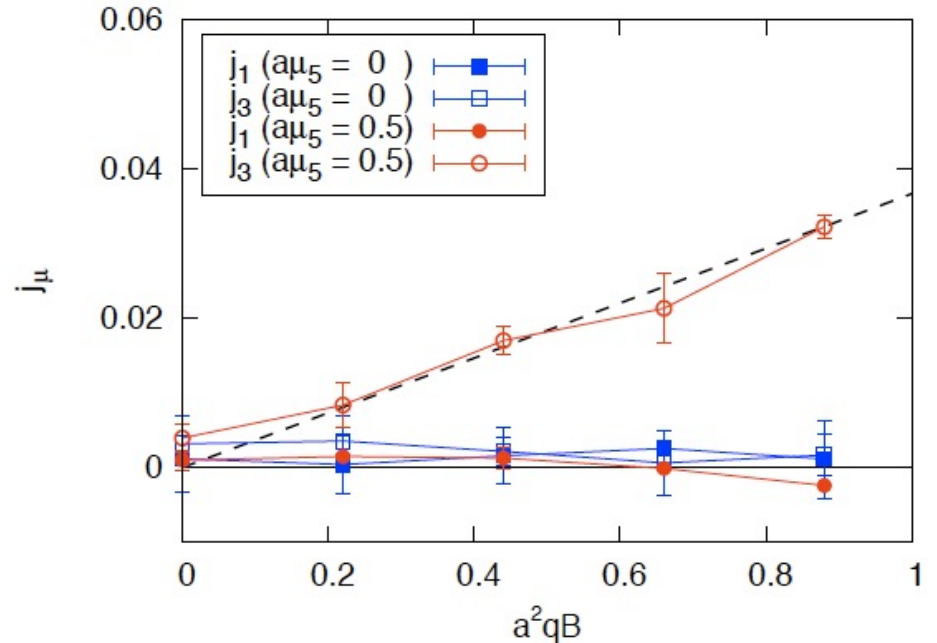 0.06
0.04
0.02
0
j₁ (aμ₅ = 0 )
j₃ (aμ₅ = 0 )
j₁ (aμ₅ = 0.5)
j₃ (aμ₅ = 0.5)
j_μ
0 0.2 0.4 0.6 0.8 1
a²qB